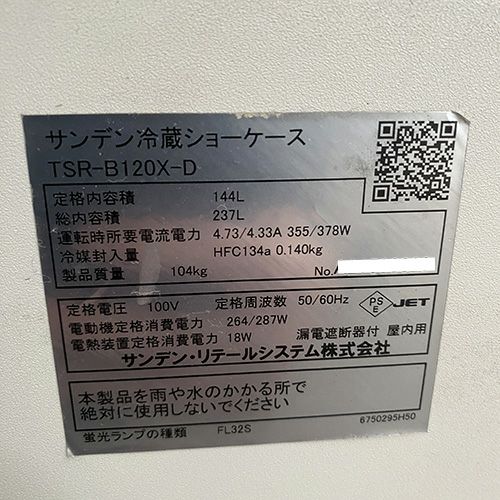 サンデン冷蔵ショーケース
TSR-B120X-D
定格内容積 144L
総内容積 237L
運転時所要電流電力 4.73/4.33A 355/378W
冷媒封入量 HFC134a 0.140kg
製品質量 104kg No.
定格電圧 100V 定格周波数 50/60Hz
PSE JET
電動機定格消費電力 264/287W 漏電遮断器付 屋内用
電熱装置定格消費電力 18W
サンデン・リテールシステム株式会社
本製品を雨や水のかかる所で
絶対に使用しないでください
6750295H50
蛍光ランプの種類 FL32S